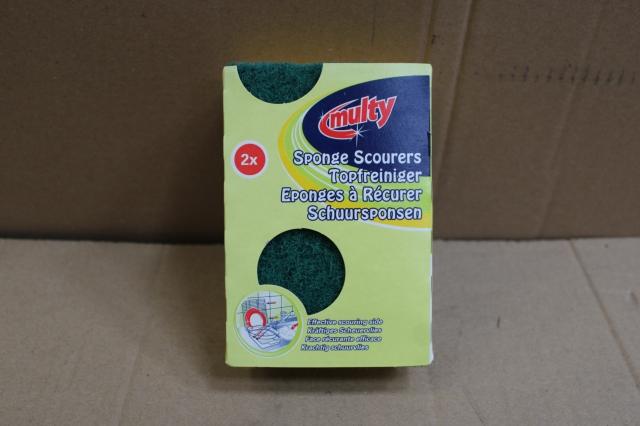 multy
2x
Sponge Scourers
Topfreiniger
Eponges à Récurer
Schuursponsen
Effective scouring side
Kräftiges Scheuervlies
Face récurante efficace
Krachtig schuurvlies